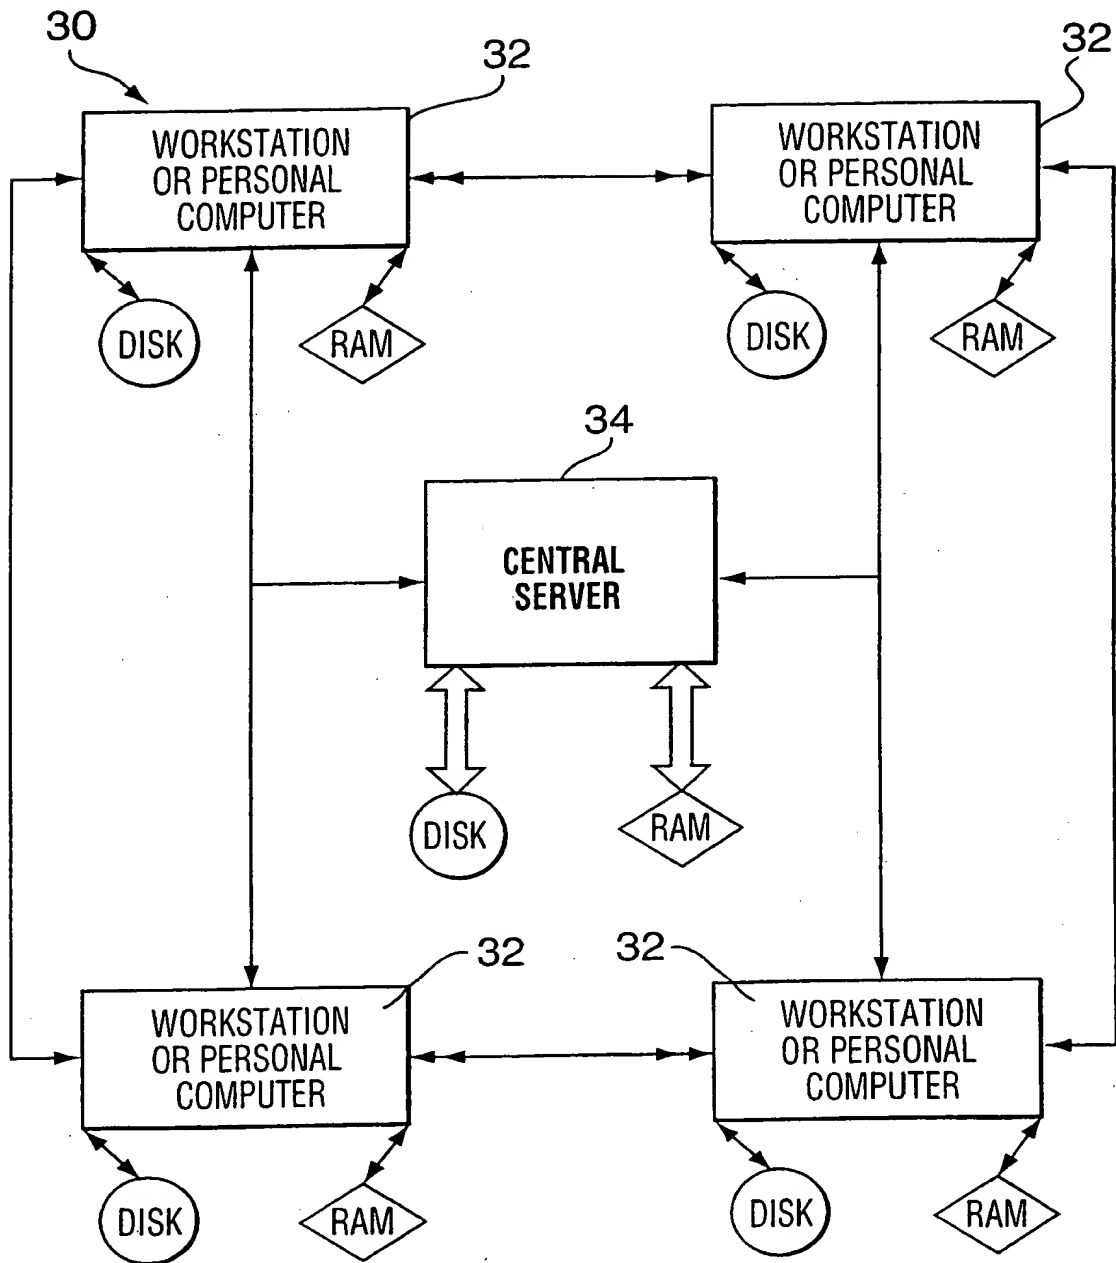 30
32
32
WORKSTATION
OR PERSONAL
COMPUTER
WORKSTATION
OR PERSONAL
COMPUTER
DISK
RAM
DISK
RAM
34
CENTRAL
SERVER
DISK
RAM
32
32
WORKSTATION
OR PERSONAL
COMPUTER
WORKSTATION
OR PERSONAL
COMPUTER
DISK
RAM
DISK
RAM